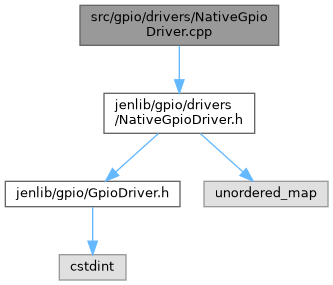 src/gpio/drivers/NativeGpio
Driver.cpp
jenlib/gpio/drivers
/NativeGpioDriver.h
jenlib/gpio/GpioDriver.h
unordered_map
cstdint